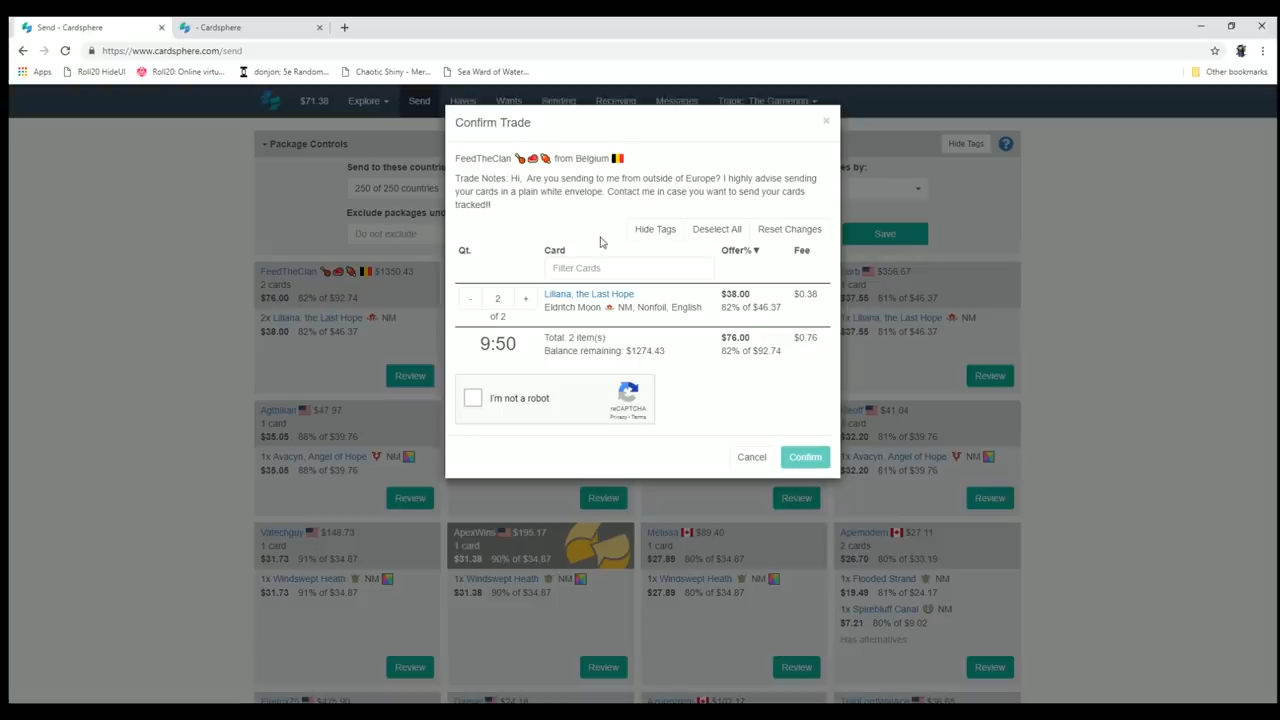 Send - Cardsphere
- Cardsphere
https://www.cardsphere.com/send
Apps Roll20 HideUI Roll20: Online virtu... donjon; 5e Random... Chaotic Shiny - Mer... Sea Ward of Water... Other bookmarks
$71.38 Explore Send Haves Wants Sending Receiving Messages Tragic_The Gamering
Package Controls
Hide Tags
Send to these countries
250 of 250 countries
Exclude packages
Do not exclude
Save
Confirm Trade
FeedTheClan from Belgium
Trade Notes: Hi, Are you sending to me from outside of Europe? I highly advise sending
your cards in a plain white envelope. Contact me in case you want to send your cards
tracked!!
Hide Tags Deselect All Reset Changes
Qt. Card Offer% ▼ Fee
Filter Cards
- 2 + Liliana, the Last Hope $38.00 $0.38
of 2 Eldritch Moon NM, Nonfoil, English 82% of $46.37
9:50 Total: 2 item(s) $76.00 $0.76
Balance remaining: $1274.43 82% of $92.74
I'm not a robot
reCAPTCHA
Privacy - Terms
Cancel Confirm
FeedTheClan $1350.43
2 cards
$76.00 82% of $92.74
2x Liliana, the Last Hope NM
$38.00 82% of $46.37
Review
$356.67
1 card
$37.55 81% of $46.37
1x Liliana, the Last Hope NM
$37.55 81% of $46.37
Review
Agthikan $47.97
1 card
$35.05 88% of $39.76
1x Avacyn, Angel of Hope NM
$35.05 88% of $39.76
Review
Review
Review
$41.04
1 card
$32.20 81% of $39.76
1x Avacyn, Angel of Hope NM
$32.20 81% of $39.76
Review
Vatechguy $148.73
1 card
$31.73 91% of $34.87
1x Windswept Heath NM
$31.73 91% of $34.87
Review
ApexWins $195.17
1 card
$31.38 90% of $34.87
1x Windswept Heath NM
$31.38 90% of $34.87
Review
Melissa $89.40
1 card
$27.89 80% of $34.87
1x Windswept Heath NM
$27.89 80% of $34.87
Review
Apemodern $27.11
2 cards
$26.70 80% of $33.19
1x Flooded Strand NM
$19.49 81% of $24.17
1x Spirebluff Canal NM
$7.21 80% of $9.02
Has alternatives
Review